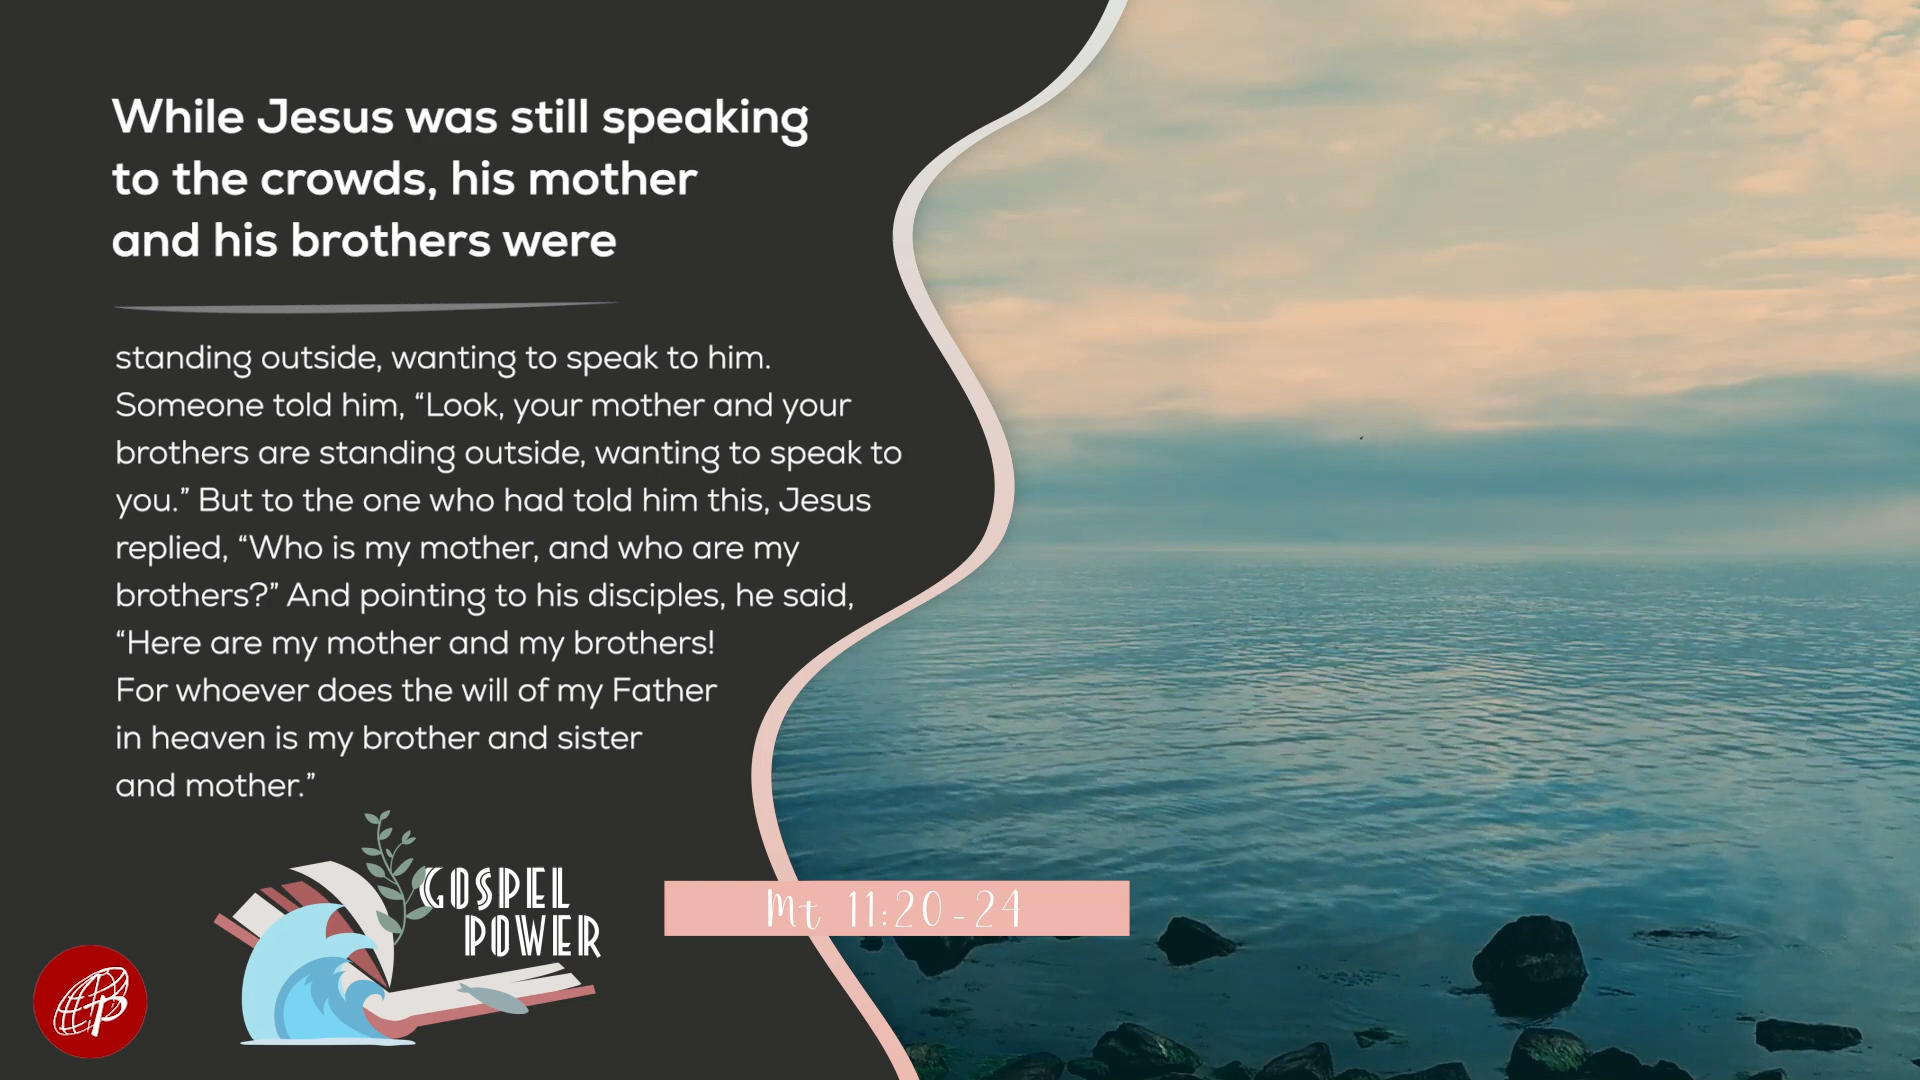 While Jesus was still speaking
to the crowds, his mother
and his brothers were
standing outside, wanting to speak to him.
Someone told him, “Look, your mother and your
brothers are standing outside, wanting to speak to
you.” But to the one who had told him this, Jesus
replied, “Who is my mother, and who are my
brothers?” And pointing to his disciples, he said,
“Here are my mother and my brothers!
For whoever does the will of my Father
in heaven is my brother and sister
and mother.”
GOSPEL
POWER
Mt 11:20-24